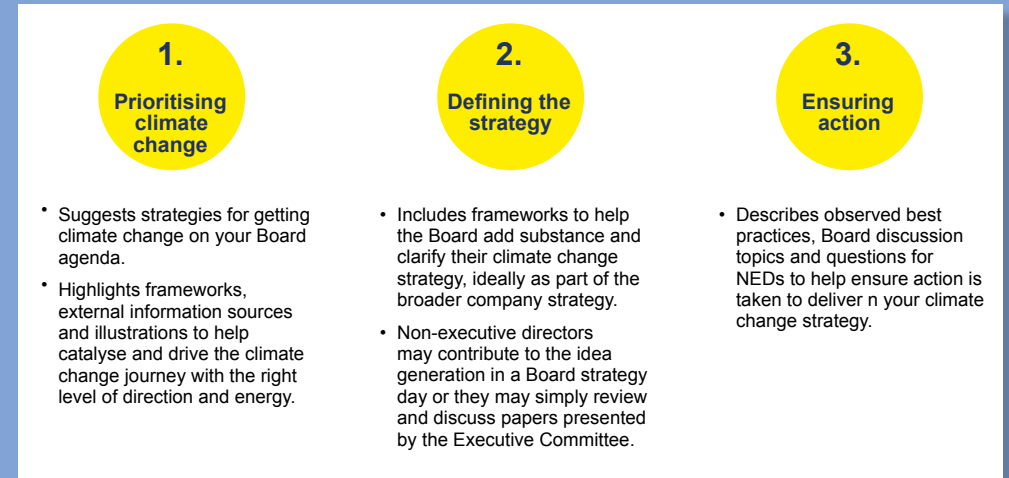 1.
Prioritising
climate
change
• Suggests strategies for getting
climate change on your Board
agenda.
• Highlights frameworks,
external information sources
and illustrations to help
catalyse and drive the climate
change journey with the right
level of direction and energy.
2.
Defining the
strategy
• Includes frameworks to help
the Board add substance and
clarify their climate change
strategy, ideally as part of the
broader company strategy.
• Non-executive directors
may contribute to the idea
generation in a Board strategy
day or they may simply review
and discuss papers presented
by the Executive Committee.
3.
Ensuring
action
• Describes observed best
practices, Board discussion
topics and questions for
NEDs to help ensure action is
taken to deliver n your climate
change strategy.